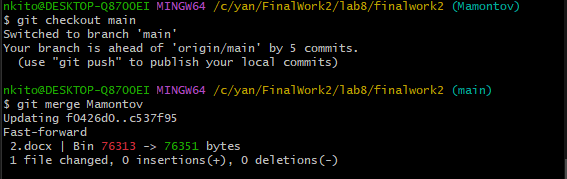 nkito@DESKTOP-Q8700EI MINGW64 /c/yan/FinalWork2/lab8/finalwork2 (Mamontov)
$ git checkout main
Switched to branch 'main'
Your branch is ahead of 'origin/main' by 5 commits.
  (use "git push" to publish your local commits)
nkito@DESKTOP-Q8700EI MINGW64 /c/yan/FinalWork2/lab8/finalwork2 (main)
$ git merge Mamontov
Updating f0426d0..c537f95
Fast-forward
 2.docx | Bin 76313 -> 76351 bytes
 1 file changed, 0 insertions(+), 0 deletions(-)